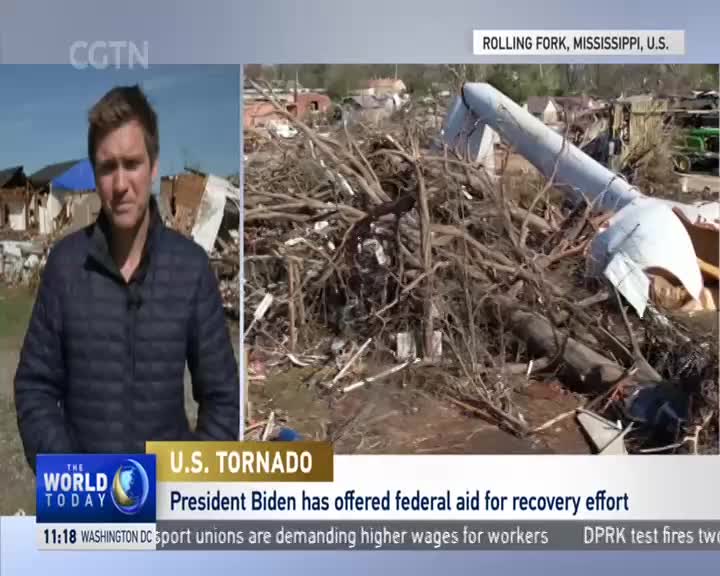 CGTN
ROLLING FORK, MISSISSIPPI, U.S.
U.S. TORNADO
THE
WORLD
TODAY
President Biden has offered federal aid for recovery effort
11:18 WASHINGTON DC
sport unions are demanding higher wages for workers DPRK test fires two